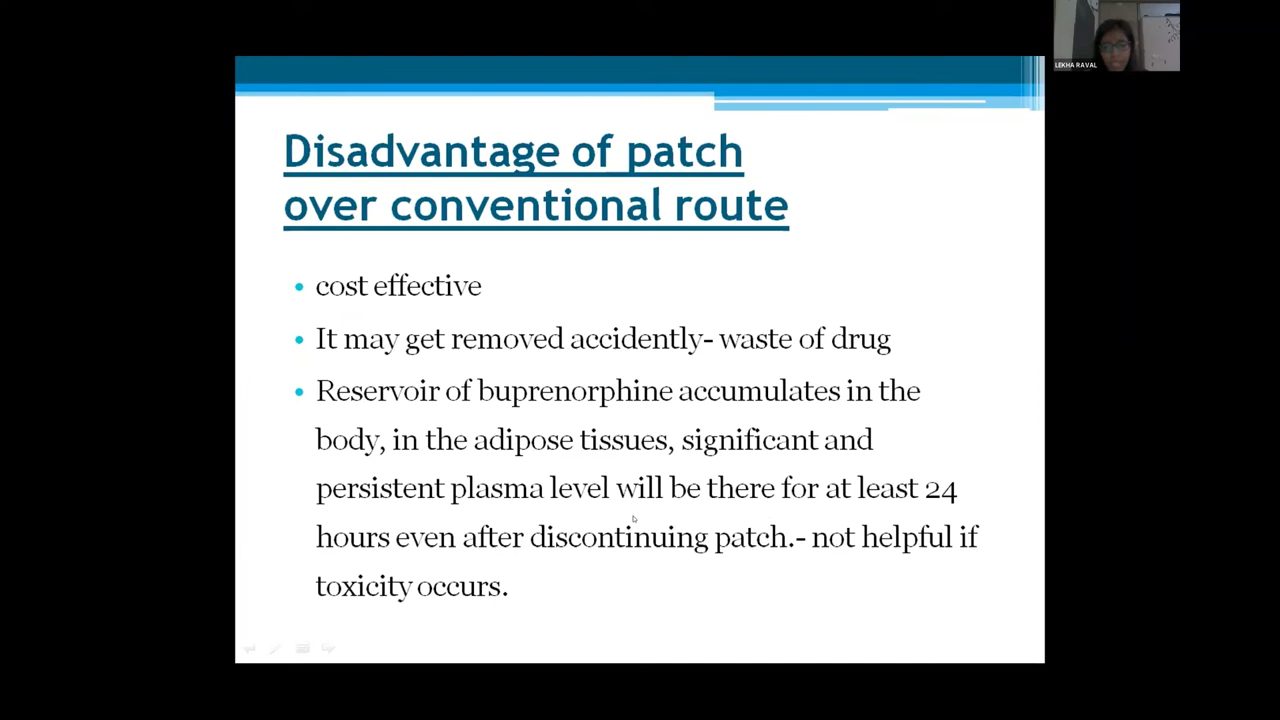 LEKHA RAVAL
Disadvantage of patch
over conventional route
• cost effective
• It may get removed accidently- waste of drug
• Reservoir of buprenorphine accumulates in the
body, in the adipose tissues, significant and
persistent plasma level will be there for at least 24
hours even after discontinuing patch.- not helpful if
toxicity occurs.